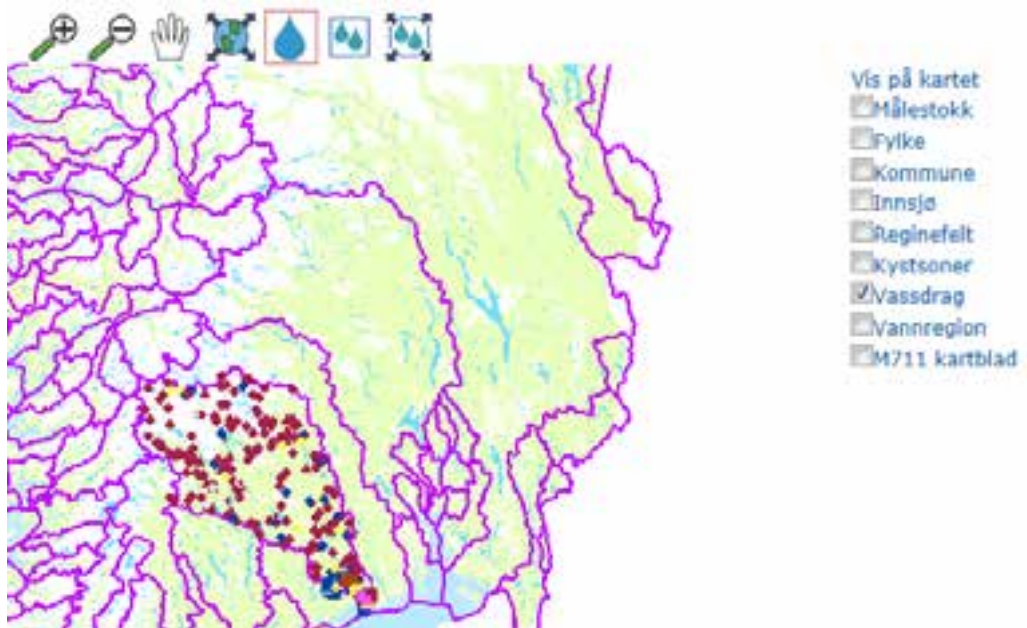 Vis på kartet
Målestokk
Fylke
Kommune
Innsjø
Reginefelt
Kystsoner
Vassdrag
Vannregion
M711 kartblad